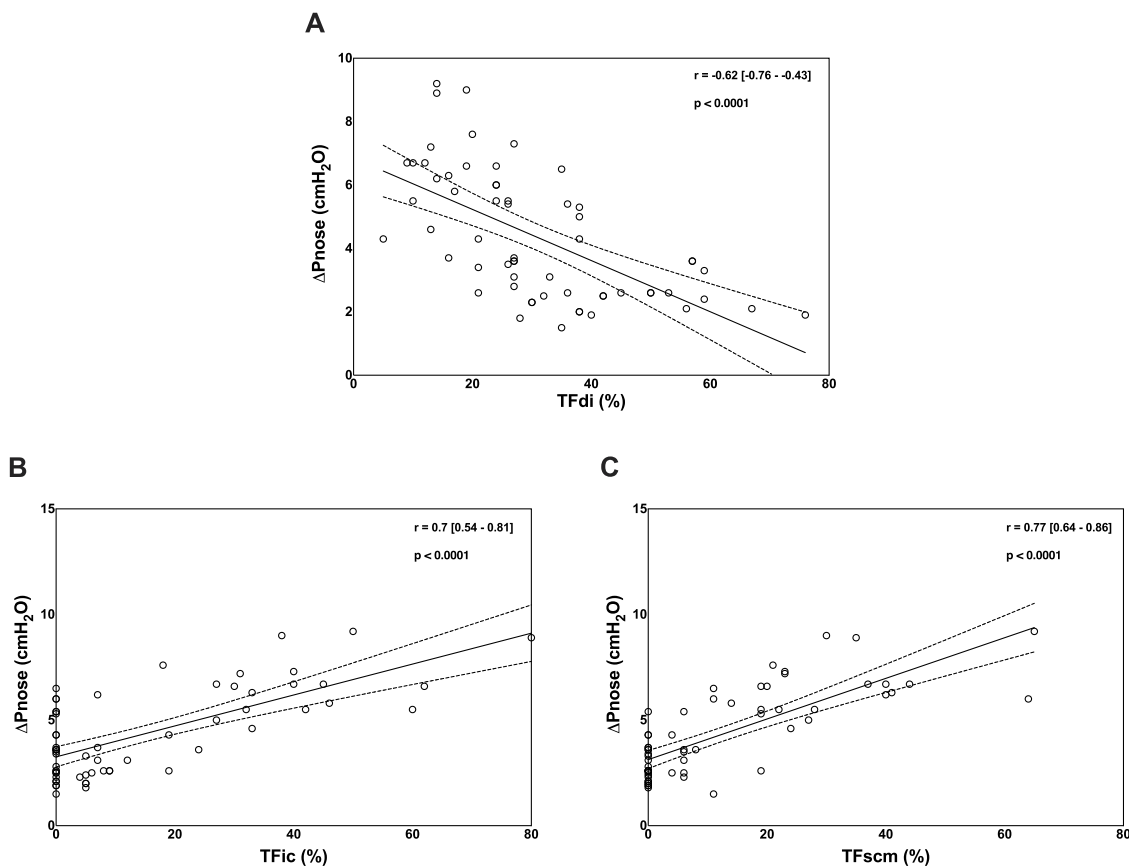 A
10
8
6
4
2
0
ΔPnose (cmH2O)
r = -0.62 [-0.76 - -0.43]
p < 0.0001
20 40 60 80
TFdi (%)
B
15
10
5
0
ΔPnose (cmH2O)
r = 0.7 [0.54 - 0.81]
p < 0.0001
0 20 40 60 80
TFic (%)
C
15
10
5
0
ΔPnose (cmH2O)
r = 0.77 [0.64 - 0.86]
p < 0.0001
0 20 40 60 80
TFscm (%)